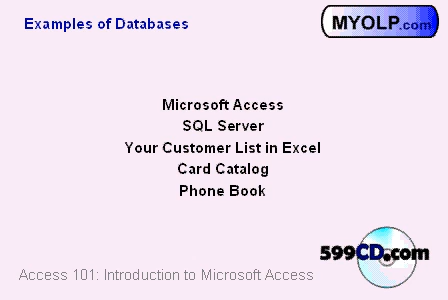 Examples of Databases
MYOLP.com
Microsoft Access
SQL Server
Your Customer List in Excel
Card Catalog
Phone Book
599CD.com
Access 101: Introduction to Microsoft Access